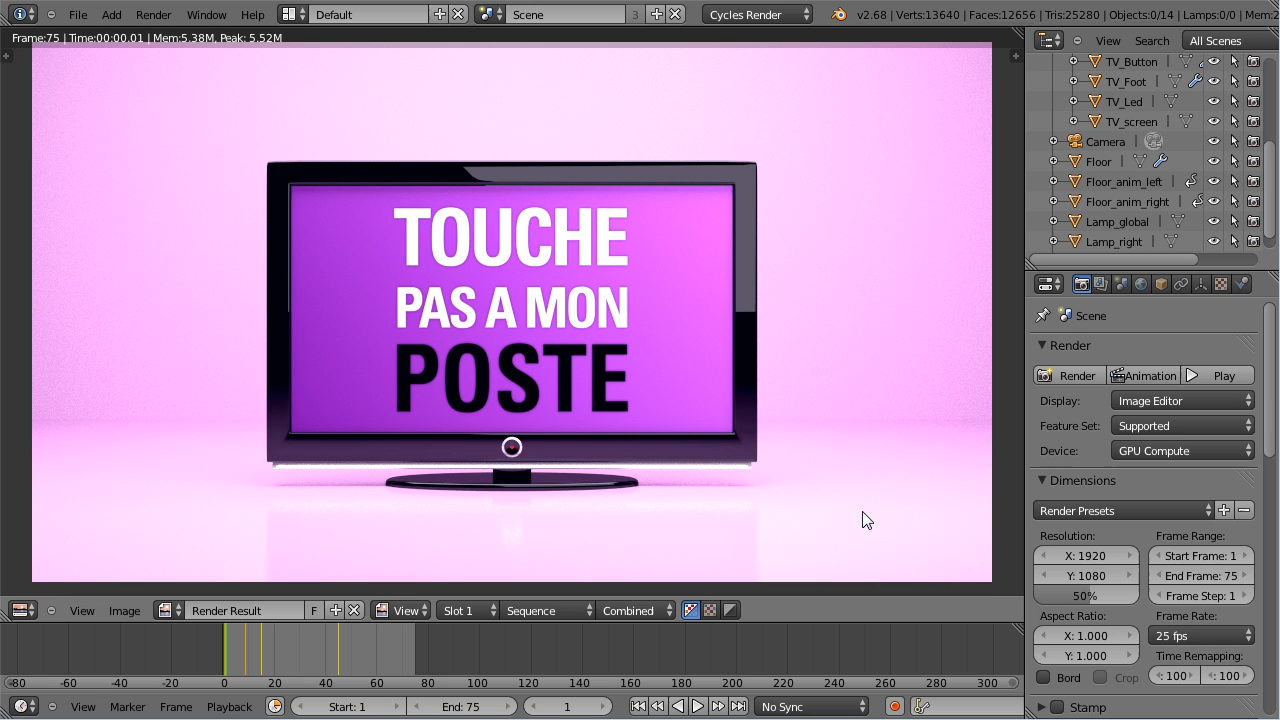 File Add Render Window Help Default Scene 3 Cycles Render v2.68 | Verts:13640 | Faces:12656 | Tris:25280 | Objects:0/14 | Lamps:0/0 | Mem:2
Frame:75 | Time:00:00.01 | Mem:5.38M, Peak: 5.52M
TOUCHE
PAS A MON
POSTE
View Search All Scenes
TV_Button
TV_Foot
TV_Led
TV_screen
Camera
Floor
Floor_anim_left
Floor_anim_right
Lamp_global
Lamp_right
Scene
Render
Render Animation Play
Display: Image Editor
Feature Set: Supported
Device: GPU Compute
Dimensions
Render Presets
Resolution: Frame Range:
X: 1920 Start Frame: 1
Y: 1080 End Frame: 75
50% Frame Step: 1
Aspect Ratio: Frame Rate:
X: 1.000 25 fps
Y: 1.000 Time Remapping:
Bord Crop : 100 : 100
Stamp
View Image Render Result F View Slot 1 Sequence Combined
-80 -60 -40 -20 0 20 40 60 80 100 120 140 160 180 200 220 240 260 280 300
View Marker Frame Playback Start: 1 End: 75 1 No Sync